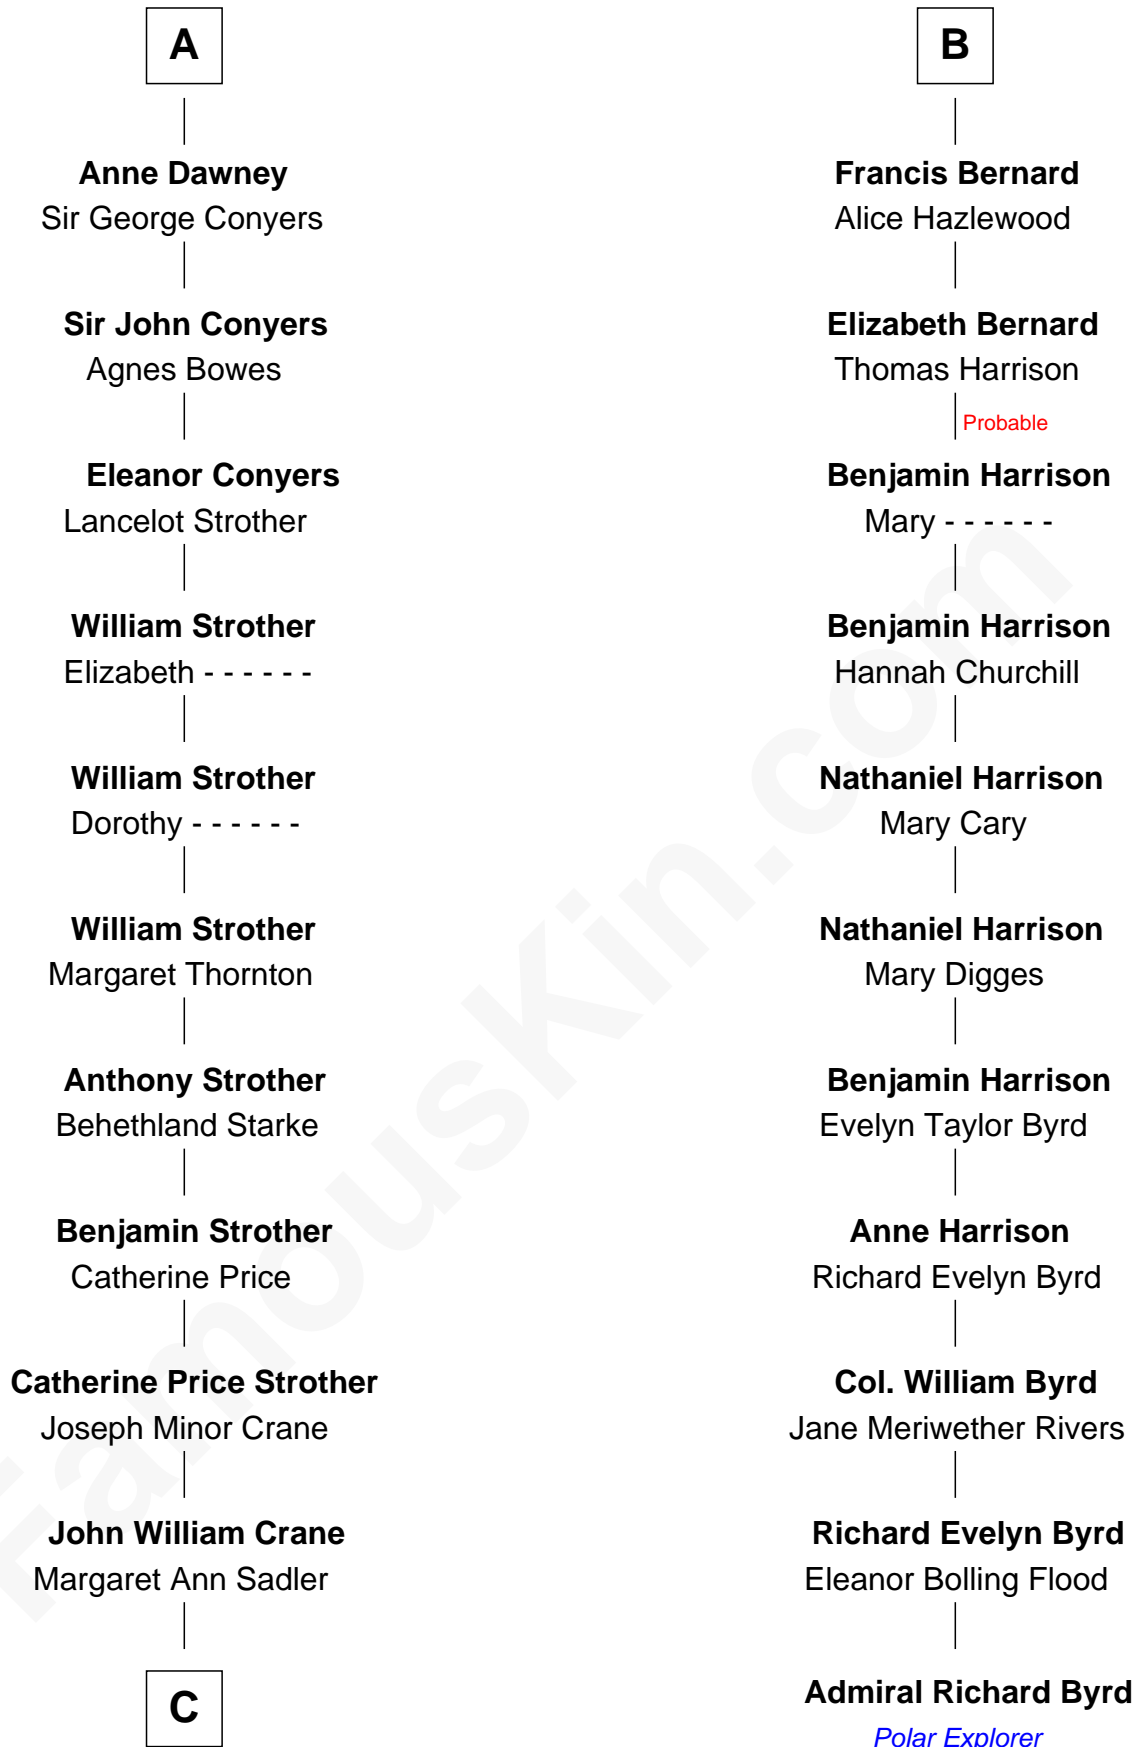 A
Anne Dawney
Sir George Conyers
Sir John Conyers
Agnes Bowes
Eleanor Conyers
Lancelot Strother
William Strother
Elizabeth - - - - - -
William Strother
Dorothy - - - - - -
William Strother
Margaret Thornton
Anthony Strother
Behethland Starke
Benjamin Strother
Catherine Price
Catherine Price Strother
Joseph Minor Crane
John William Crane
Margaret Ann Sadler
C
B
Francis Bernard
Alice Hazlewood
Elizabeth Bernard
Thomas Harrison
Probable
Benjamin Harrison
Mary - - - - - -
Benjamin Harrison
Hannah Churchill
Nathaniel Harrison
Mary Cary
Nathaniel Harrison
Mary Digges
Benjamin Harrison
Evelyn Taylor Byrd
Anne Harrison
Richard Evelyn Byrd
Col. William Byrd
Jane Meriwether Rivers
Richard Evelyn Byrd
Eleanor Bolling Flood
Admiral Richard Byrd
Polar Explorer
FamousKin.com